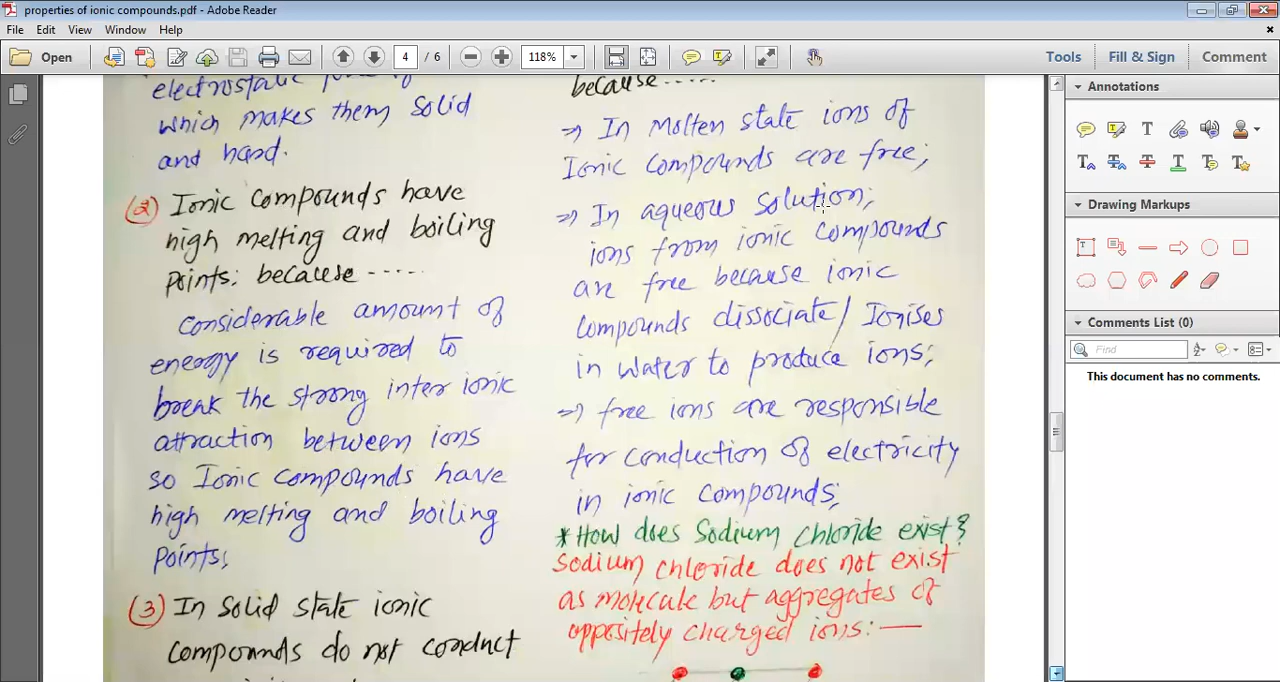 properties of ionic compounds.pdf - Adobe Reader
File Edit View Window Help
Open 4 / 6 118% Tools Fill & Sign Comment
electrostatic
which makes them solid
and hard.
(2) Ionic compounds have
high melting and boiling
points: because -----
considerable amount of
energy is required to
break the strong inter ionic
attraction between ions
so Ionic compounds have
high melting and boiling
points;
(3) In solid state ionic
compounds do not conduct
because-----
⇒ In molten state ions of
Ionic compounds are free;
⇒ In aqueous solution;
ions from ionic compounds
are free because ionic
compounds dissociate/Ionises
in water to produce ions;
⇒ free ions are responsible
for conduction of electricity
in ionic compounds;
*How does Sodium chloride exist?
Sodium chloride does not exist
as molecule but aggregates of
oppositely charged ions:—
Annotations
T
T T T T T T
Drawing Markups
T
Comments List (0)
Find
This document has no comments.